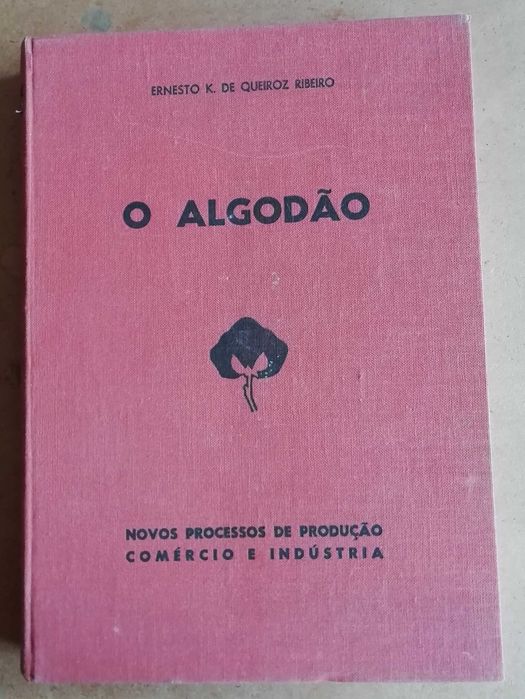 ERNESTO K. DE QUEIROZ RIBEIRO
O ALGODÃO
NOVOS PROCESSOS DE PRODUÇÃO
COMÉRCIO E INDÚSTRIA